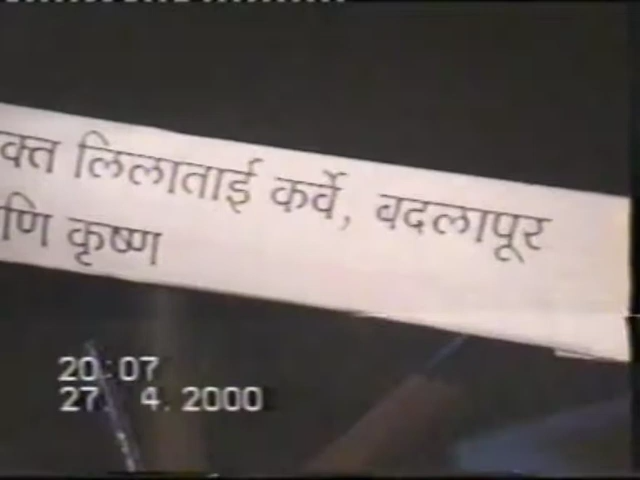 क्त लिलाताई कर्वे, वदलापूर
णि कृष्ण
20:07
27. 4. 2000